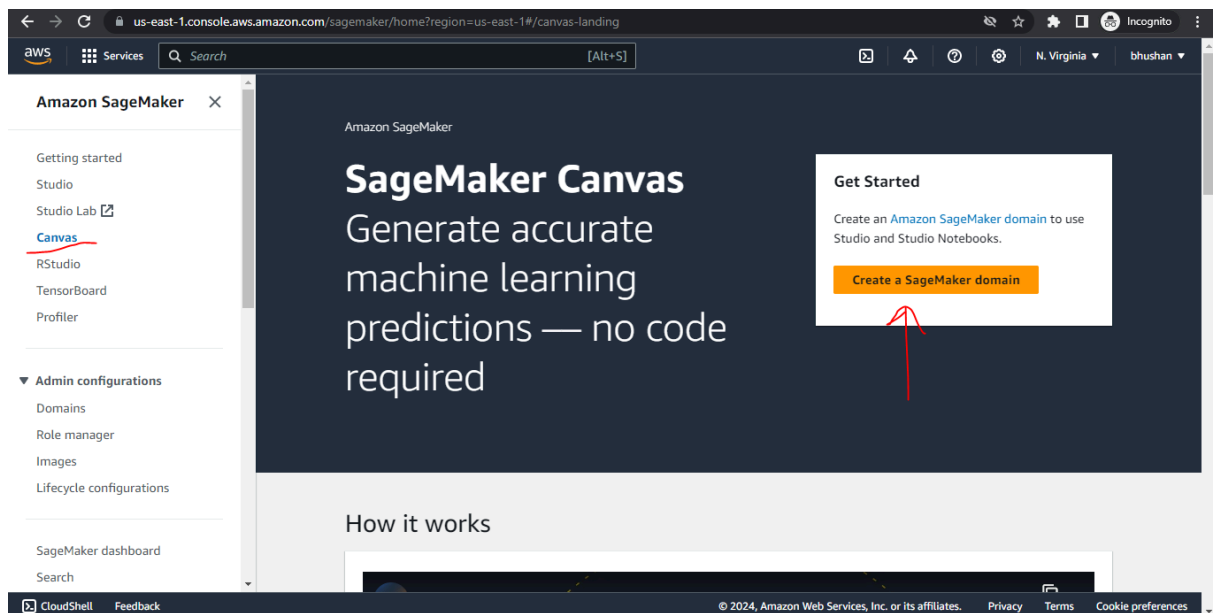 us-east-1.console.aws.amazon.com/sagemaker/home?region=us-east-1#/canvas-landing
Incognito
aws
Services
Search
[Alt+S]
N. Virginia
bhushan
Amazon SageMaker
Getting started
Studio
Studio Lab
Canvas
RStudio
TensorBoard
Profiler
Admin configurations
Domains
Role manager
Images
Lifecycle configurations
SageMaker dashboard
Search
Amazon SageMaker
SageMaker Canvas
Generate accurate
machine learning
predictions — no code
required
Get Started
Create an Amazon SageMaker domain to use
Studio and Studio Notebooks.
Create a SageMaker domain
How it works
CloudShell
Feedback
© 2024, Amazon Web Services, Inc. or its affiliates.
Privacy
Terms
Cookie preferences